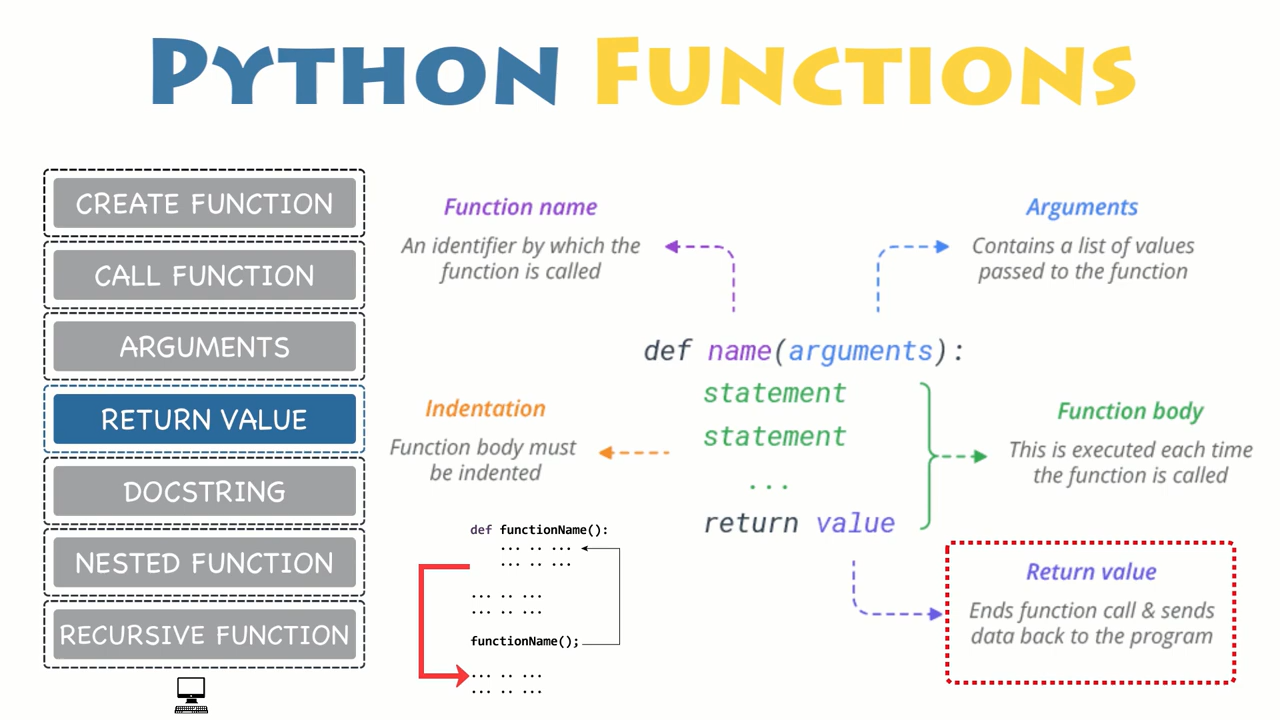 PYTHON FUNCTIONS
CREATE FUNCTION
CALL FUNCTION
ARGUMENTS
RETURN VALUE
DOCSTRING
NESTED FUNCTION
RECURSIVE FUNCTION
Function name
An identifier by which the
function is called
Arguments
Contains a list of values
passed to the function
def name(arguments):
statement
statement
...
return value
Indentation
Function body must
be indented
Function body
This is executed each time
the function is called
def functionName():
... .. ...
... .. ...
... .. ...
... .. ...
functionName();
... .. ...
... .. ...
Return value
Ends function call & sends
data back to the program